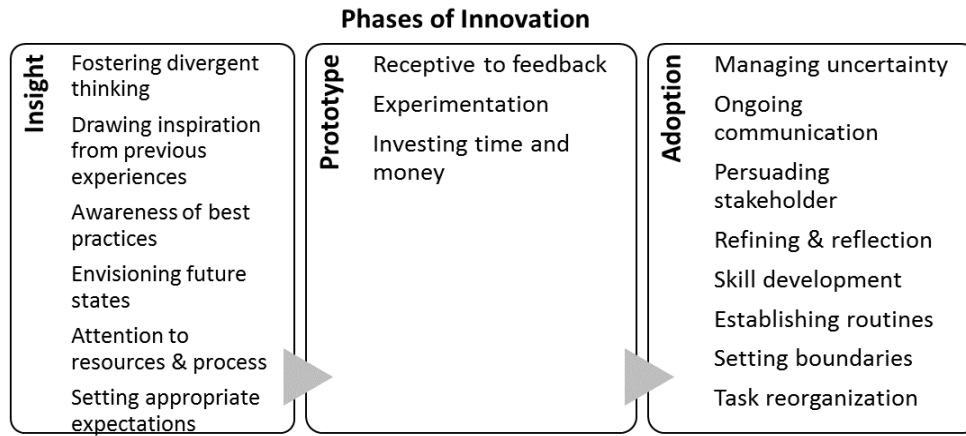 Phases of Innovation
Insight
Fostering divergent
thinking
Drawing inspiration
from previous
experiences
Awareness of best
practices
Envisioning future
states
Attention to
resources & process
Setting appropriate
expectations
Prototype
Receptive to feedback
Experimentation
Investing time and
money
Adoption
Managing uncertainty
Ongoing
communication
Persuading
stakeholder
Refining & reflection
Skill development
Establishing routines
Setting boundaries
Task reorganization